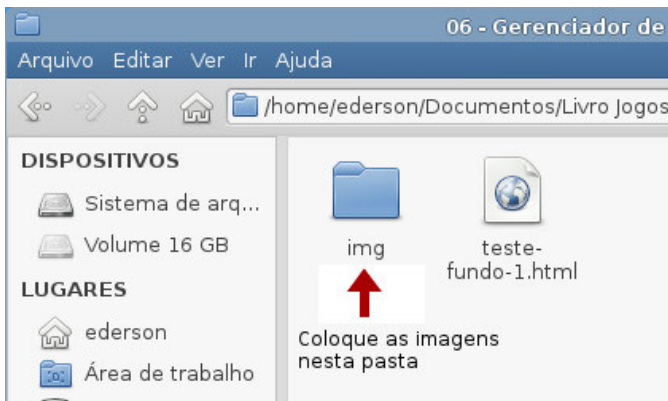 06 - Gerenciador de
Arquivo Editar Ver Ir Ajuda
/home/ederson/Documentos/Livro Jogos
DISPOSITIVOS
Sistema de arq...
Volume 16 GB
LUGARES
ederson
Área de trabalho
img
teste-
fundo-1.html
Coloque as imagens
nesta pasta